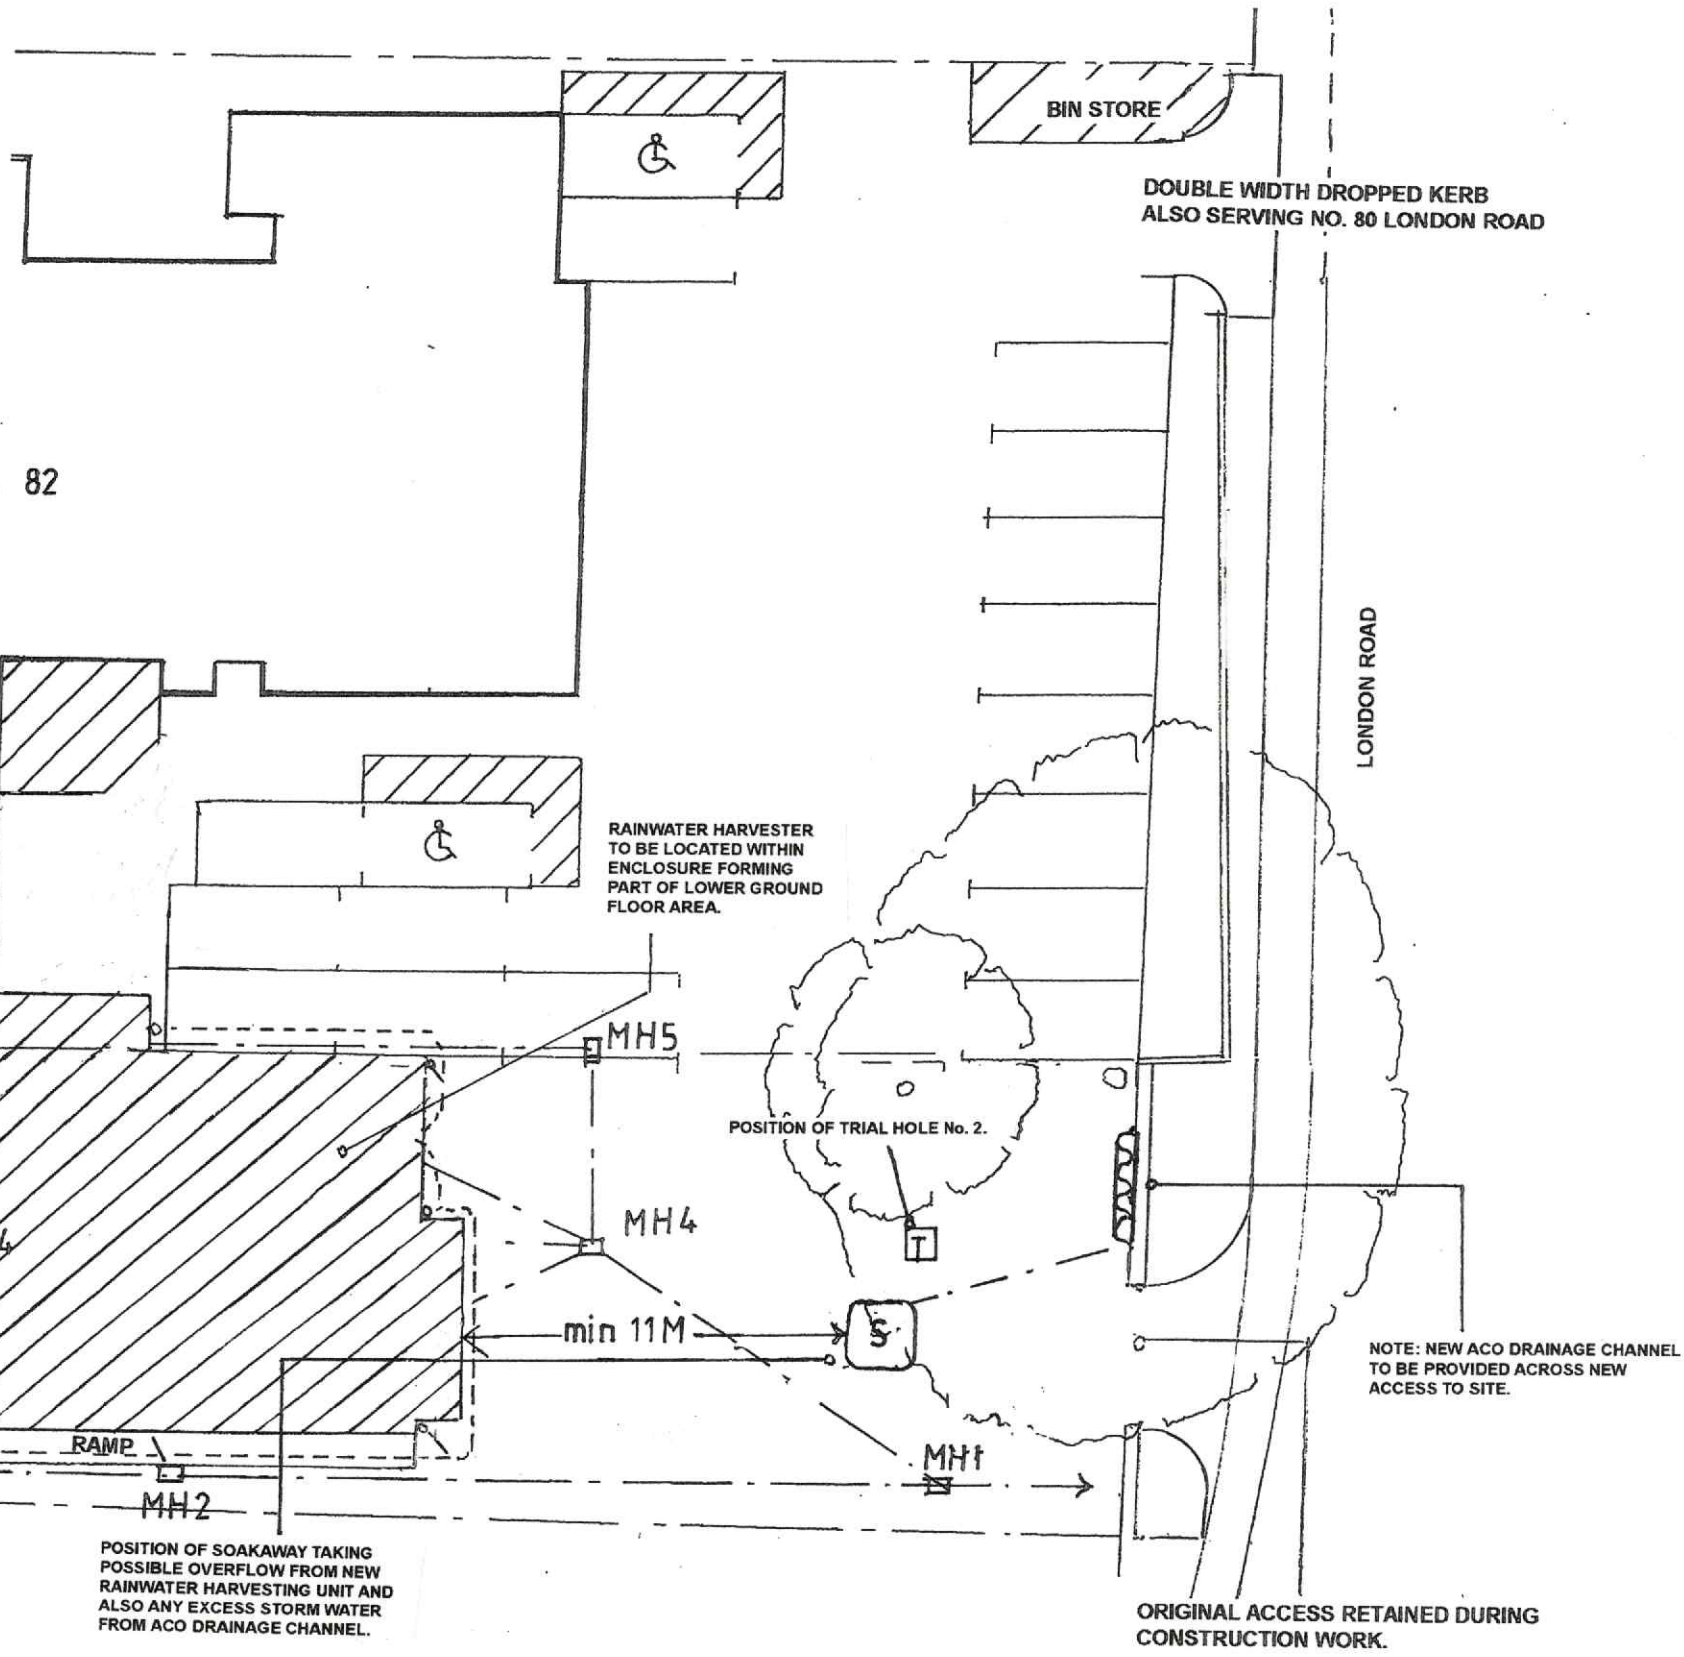 BIN STORE
DOUBLE WIDTH DROPPED KERB
ALSO SERVING NO. 80 LONDON ROAD
82
LONDON ROAD
RAINWATER HARVESTER
TO BE LOCATED WITHIN
ENCLOSURE FORMING
PART OF LOWER GROUND
FLOOR AREA.
MH5
POSITION OF TRIAL HOLE No. 2.
MH4
T
4
min 11M
S
NOTE: NEW ACO DRAINAGE CHANNEL
TO BE PROVIDED ACROSS NEW
ACCESS TO SITE.
RAMP
MH1
MH2
POSITION OF SOAKAWAY TAKING
POSSIBLE OVERFLOW FROM NEW
RAINWATER HARVESTING UNIT AND
ALSO ANY EXCESS STORM WATER
FROM ACO DRAINAGE CHANNEL.
ORIGINAL ACCESS RETAINED DURING
CONSTRUCTION WORK.